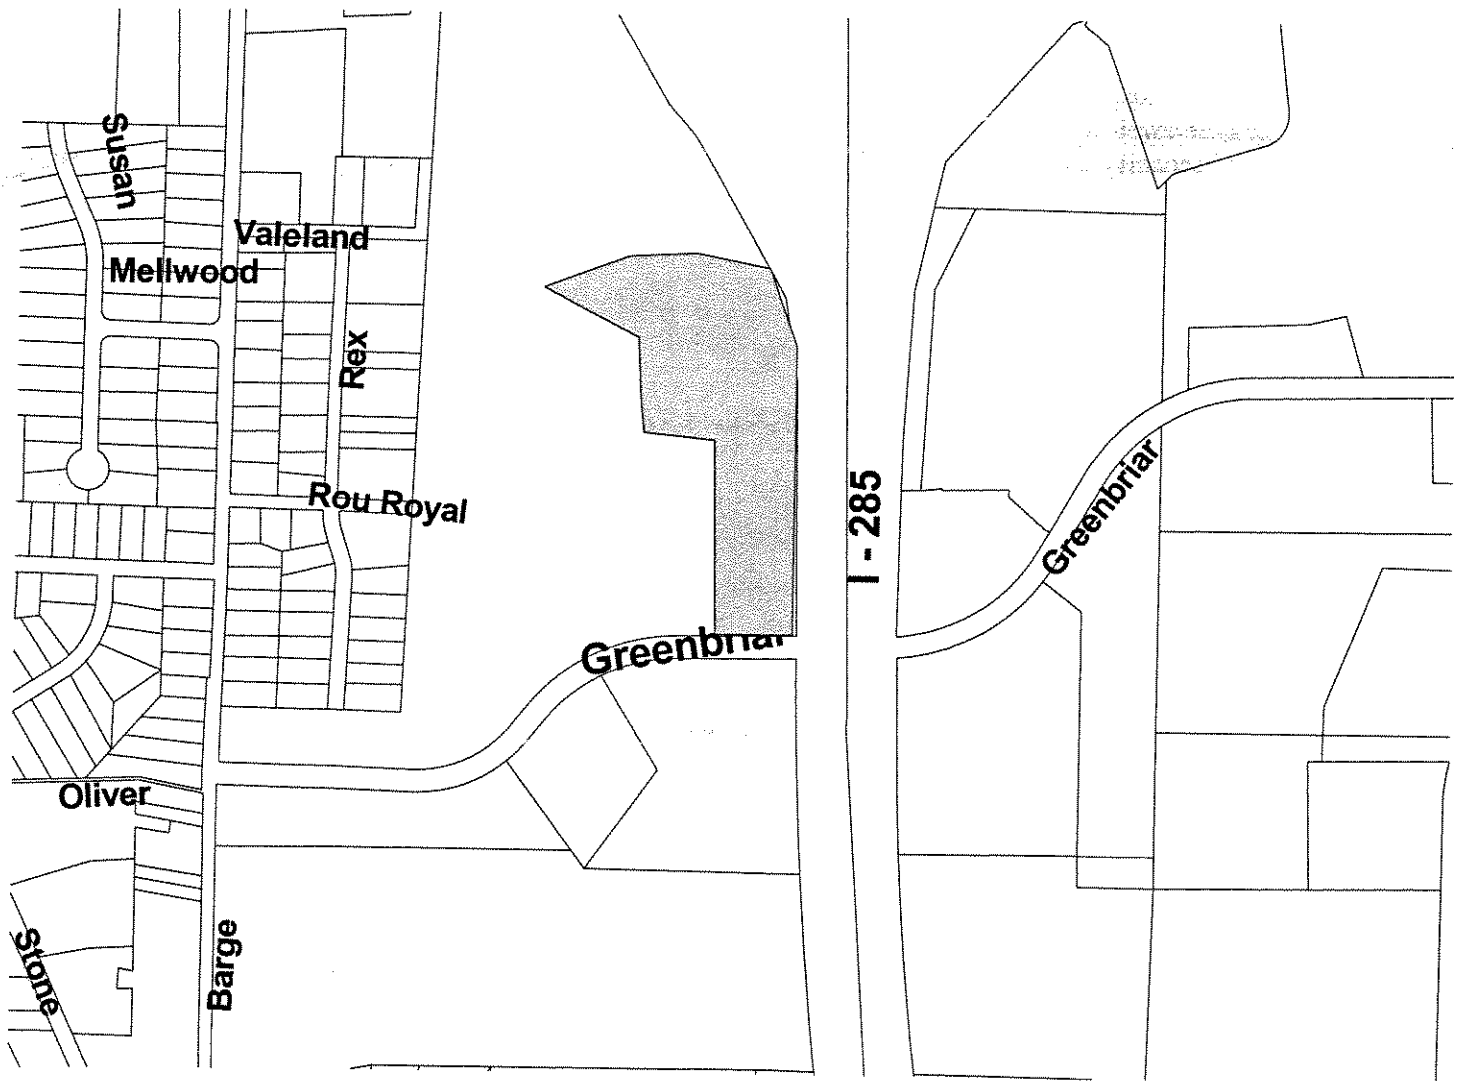 Susan
Valeland
Mellwood
Rex
Rou Royal
I - 285
Greenbriar
Greenbriar
Oliver
Barge
Stone